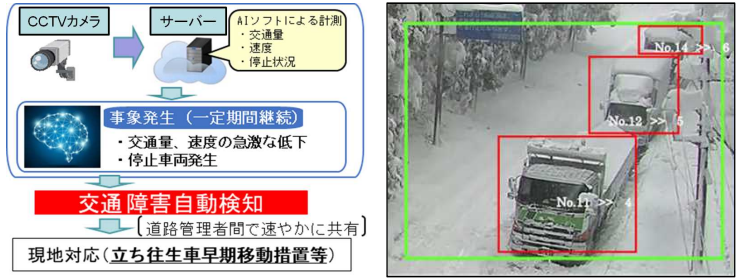 CCTVカメラ
サーバー
AIソフトによる計測
・交通量
・速度
・停止状況
事象発生（一定期間継続）
・交通量、速度の急激な低下
・停止車両発生
交通障害自動検知
〔道路管理者間で速やかに共有〕
現地対応（立ち往生車早期移動措置等）
No.14 >> 6
No.12 >> 5
No.11 >> 4